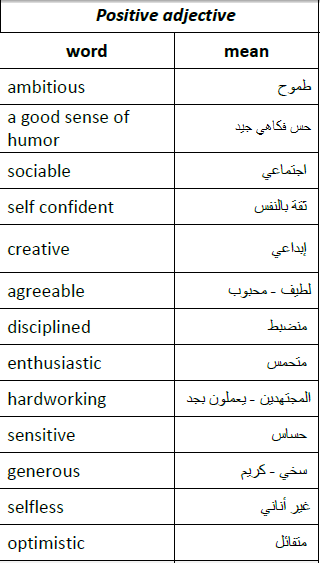 Positive adjective
word mean
ambitious طموح
a good sense of
humor حس فكاهي جيد
sociable اجتماعي
self confident ثقة بالنفس
creative إبداعي
agreeable لطيف - محبوب
disciplined منضبط
enthusiastic متحمس
hardworking المجتهدين - يعملون بجد
sensitive حساس
generous سخي - كريم
selfless غير أناني
optimistic متفائل